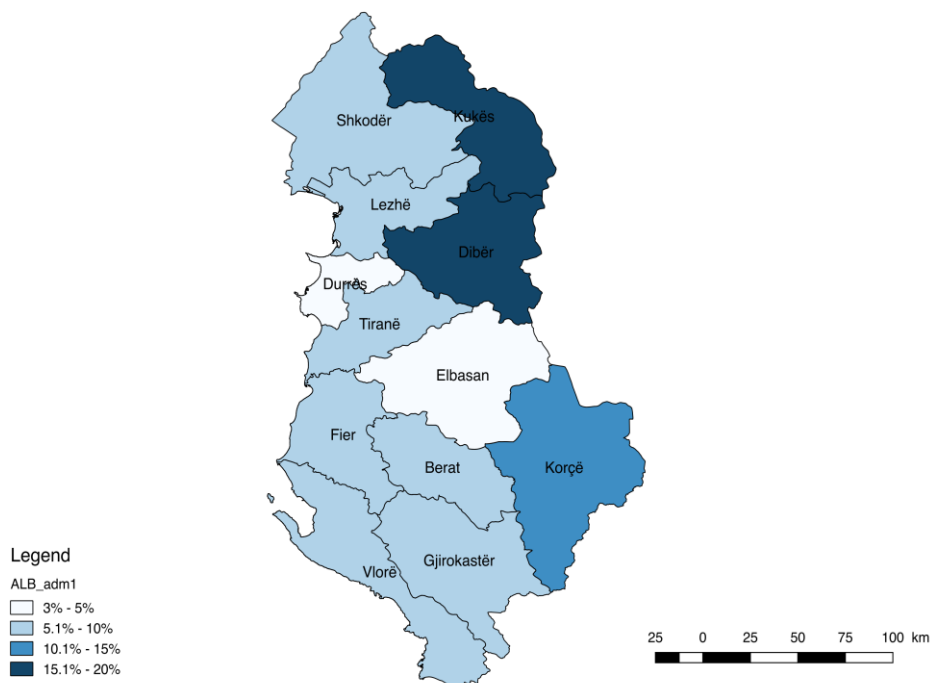 Kukës
Shkodër
Lezhë
Dibër
Durrës
Tiranë
Elbasan
Fier
Berat
Korçë
Gjirokastër
Vlorë
Legend
ALB_adm1
3% - 5%
5.1% - 10%
10.1% - 15%
15.1% - 20%
25 0 25 50 75 100 km